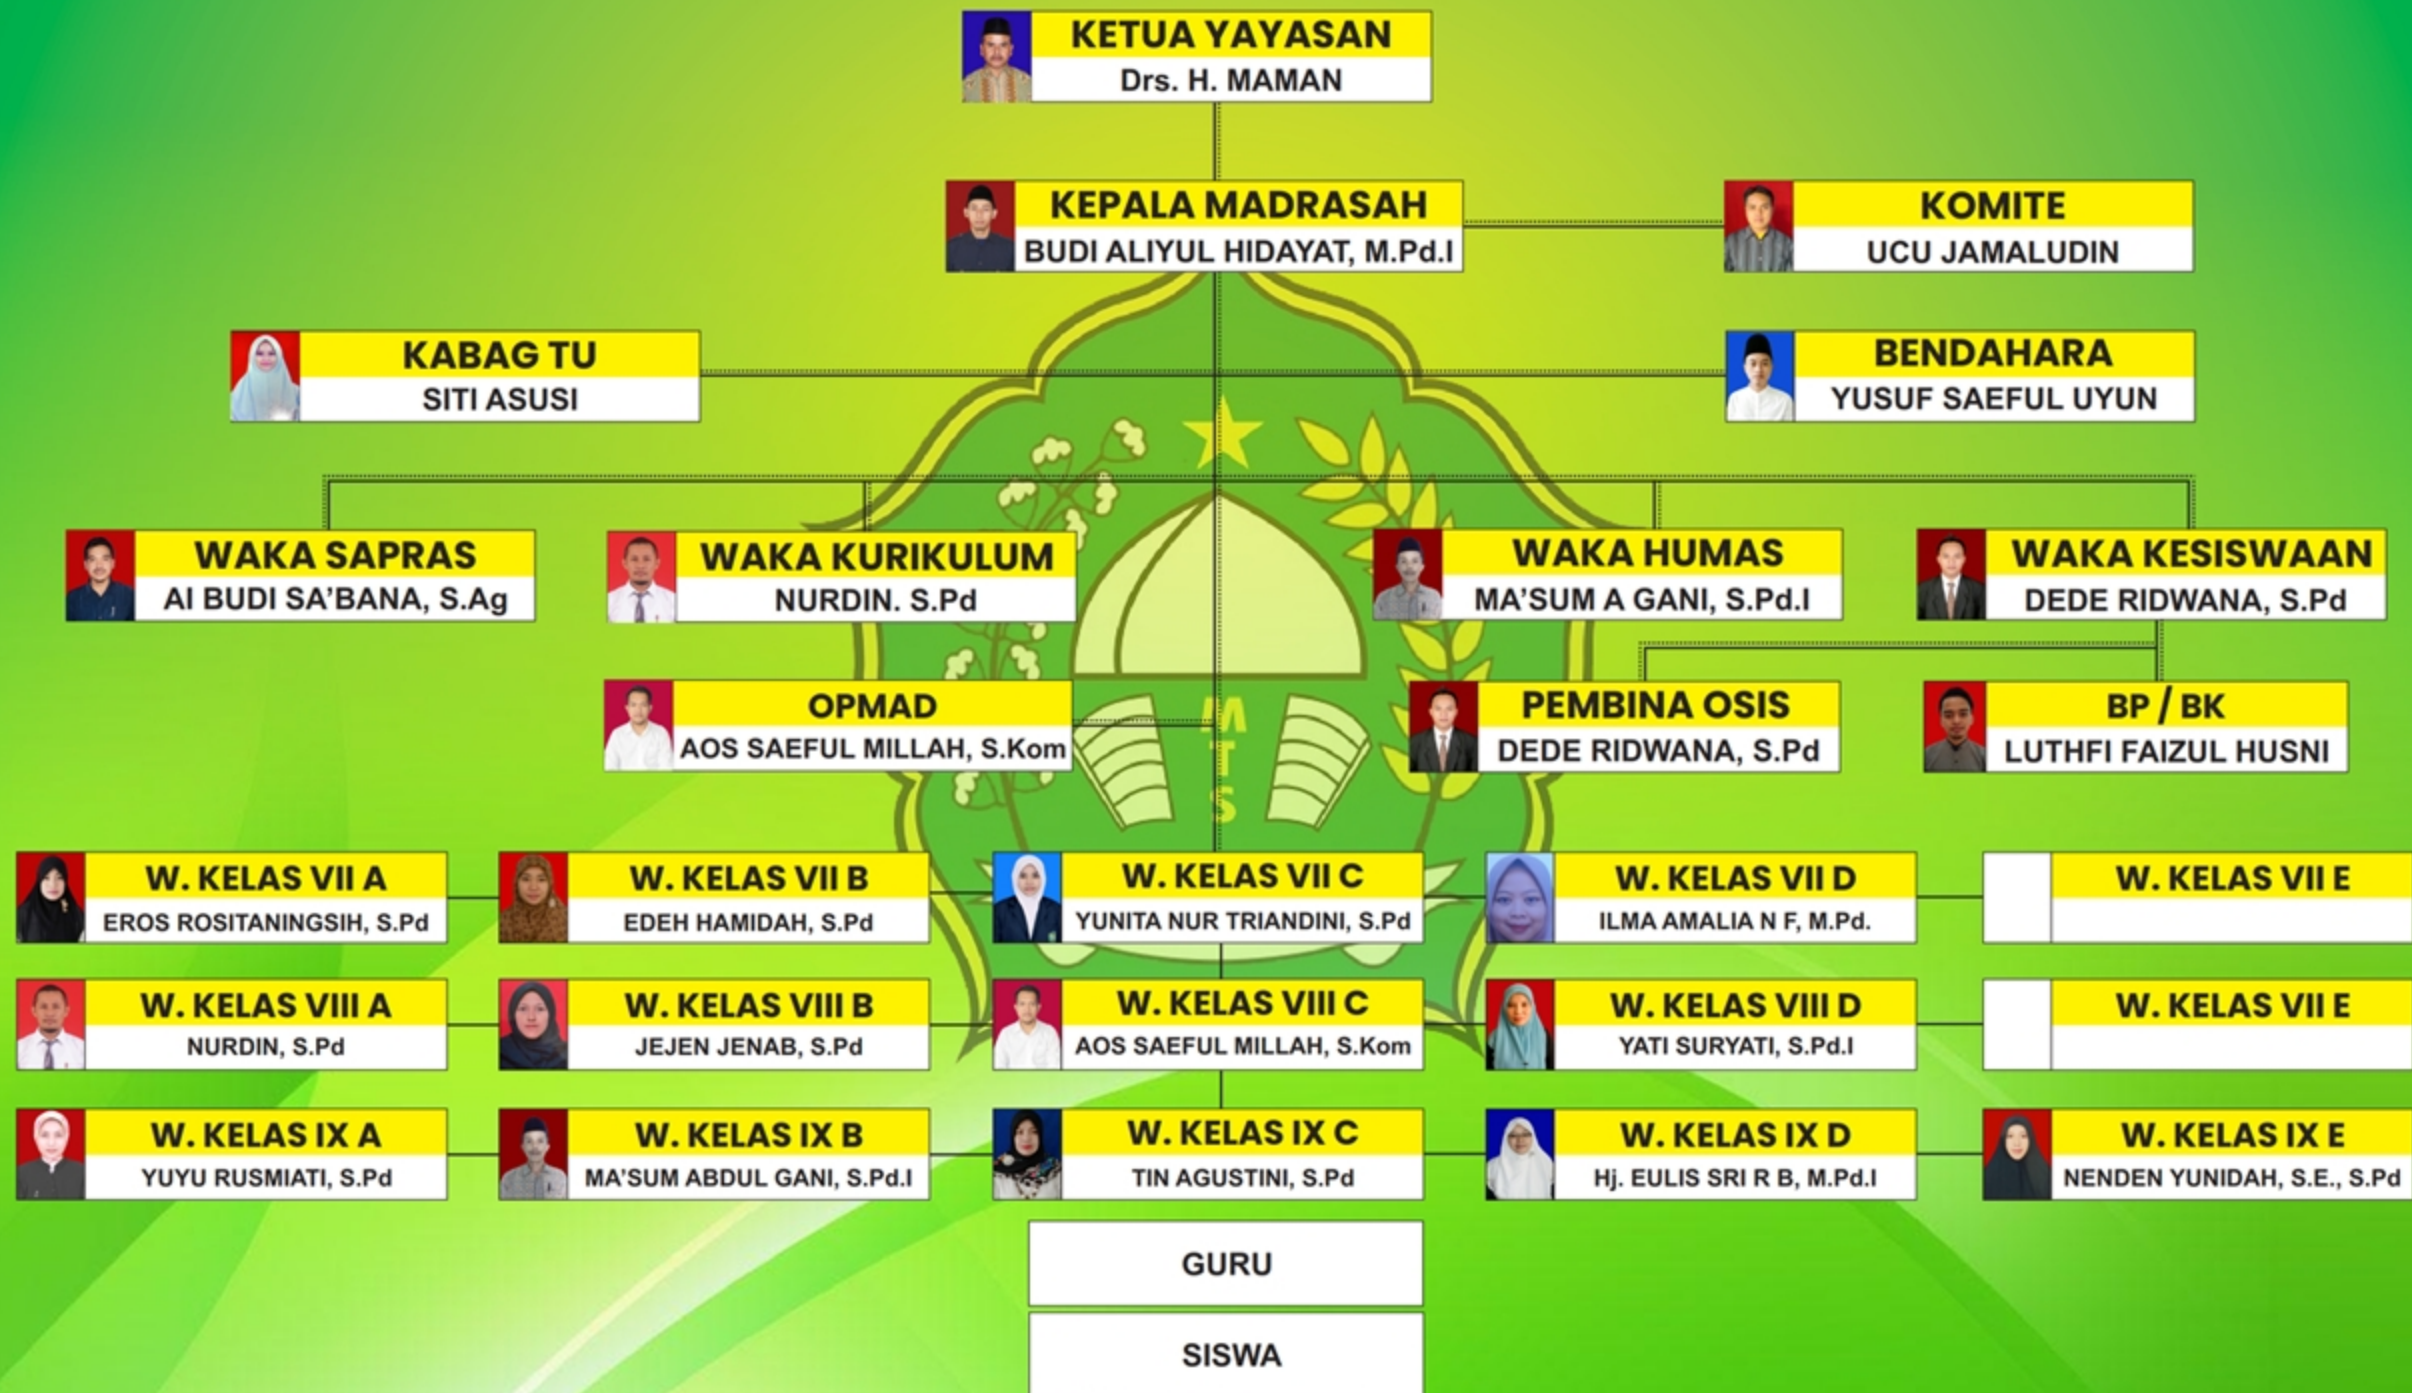 KETUA YAYASAN
Drs. H. MAMAN
KEPALA MADRASAH
BUDI ALIYUL HIDAYAT, M.Pd.I
KOMITE
UCU JAMALUDIN
KABAG TU
SITI ASUSI
BENDAHARA
YUSUF SAEFUL UYUN
WAKA SAPRAS
AI BUDI SA’BANA, S.Ag
WAKA KURIKULUM
NURDIN. S.Pd
WAKA HUMAS
MA’SUM A GANI, S.Pd.I
WAKA KESISWAAN
DEDE RIDWANA, S.Pd
OPMAD
AOS SAEFUL MILLAH, S.Kom
M
T
S
PEMBINA OSIS
DEDE RIDWANA, S.Pd
BP / BK
LUTHFI FAIZUL HUSNI
W. KELAS VII A
EROS ROSITANINGSIH, S.Pd
W. KELAS VII B
EDEH HAMIDAH, S.Pd
W. KELAS VII C
YUNITA NUR TRIANDINI, S.Pd
W. KELAS VII D
ILMA AMALIA N F, M.Pd.
W. KELAS VII E
W. KELAS VIII A
NURDIN, S.Pd
W. KELAS VIII B
JEJEN JENAB, S.Pd
W. KELAS VIII C
AOS SAEFUL MILLAH, S.Kom
W. KELAS VIII D
YATI SURYATI, S.Pd.I
W. KELAS VII E
W. KELAS IX A
YUYU RUSMIATI, S.Pd
W. KELAS IX B
MA’SUM ABDUL GANI, S.Pd.I
W. KELAS IX C
TIN AGUSTINI, S.Pd
W. KELAS IX D
Hj. EULIS SRI R B, M.Pd.I
W. KELAS IX E
NENDEN YUNIDAH, S.E., S.Pd
GURU
SISWA